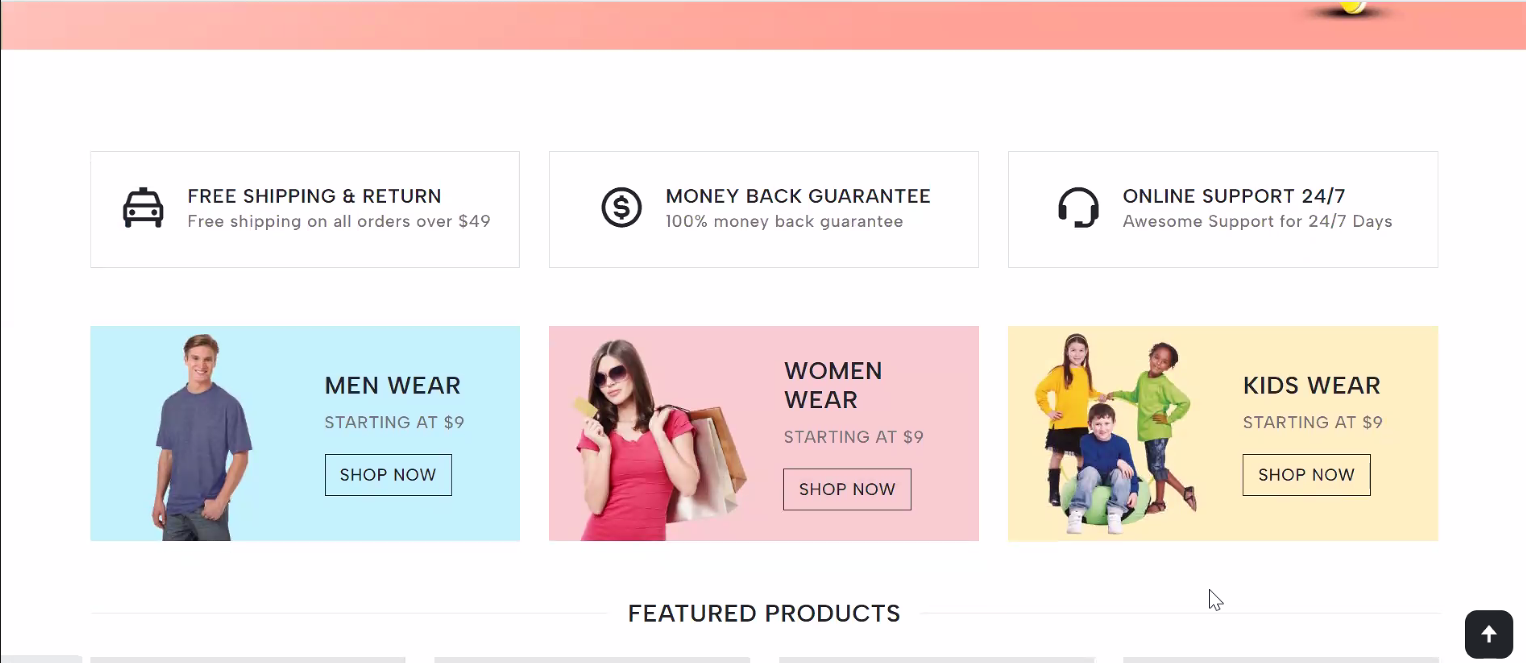 FREE SHIPPING & RETURN
Free shipping on all orders over $49
MONEY BACK GUARANTEE
100% money back guarantee
ONLINE SUPPORT 24/7
Awesome Support for 24/7 Days
MEN WEAR
STARTING AT $9
SHOP NOW
WOMEN
WEAR
STARTING AT $9
SHOP NOW
KIDS WEAR
STARTING AT $9
SHOP NOW
FEATURED PRODUCTS